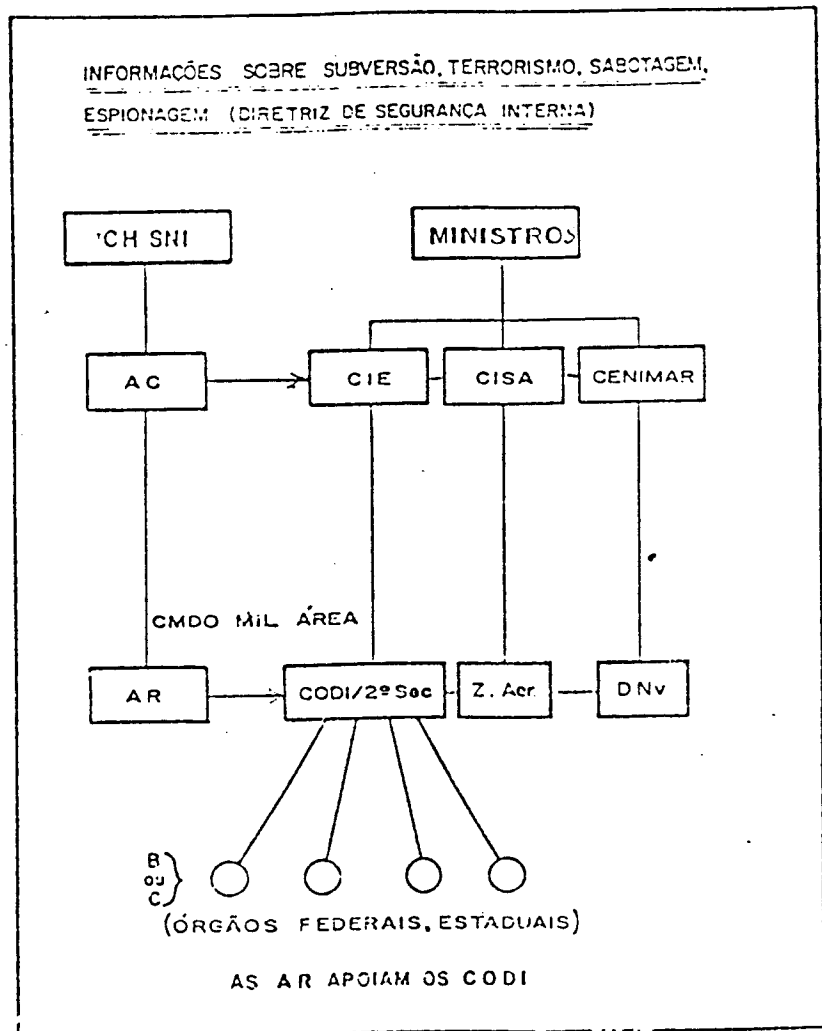 INFORMAÇÕES SOBRE SUBVERSÃO, TERRORISMO, SABOTAGEM,
ESPIONAGEM (DIRETRIZ DE SEGURANÇA INTERNA)
CH SNI
MINISTROS
AC
CIE
CISA
CENIMAR
CMDO MIL ÁREA
AR
CODI/2ª Sec
Z. Aer.
DNv
B
ou
C
(ÓRGÃOS FEDERAIS, ESTADUAIS)
AS AR APOIAM OS CODI